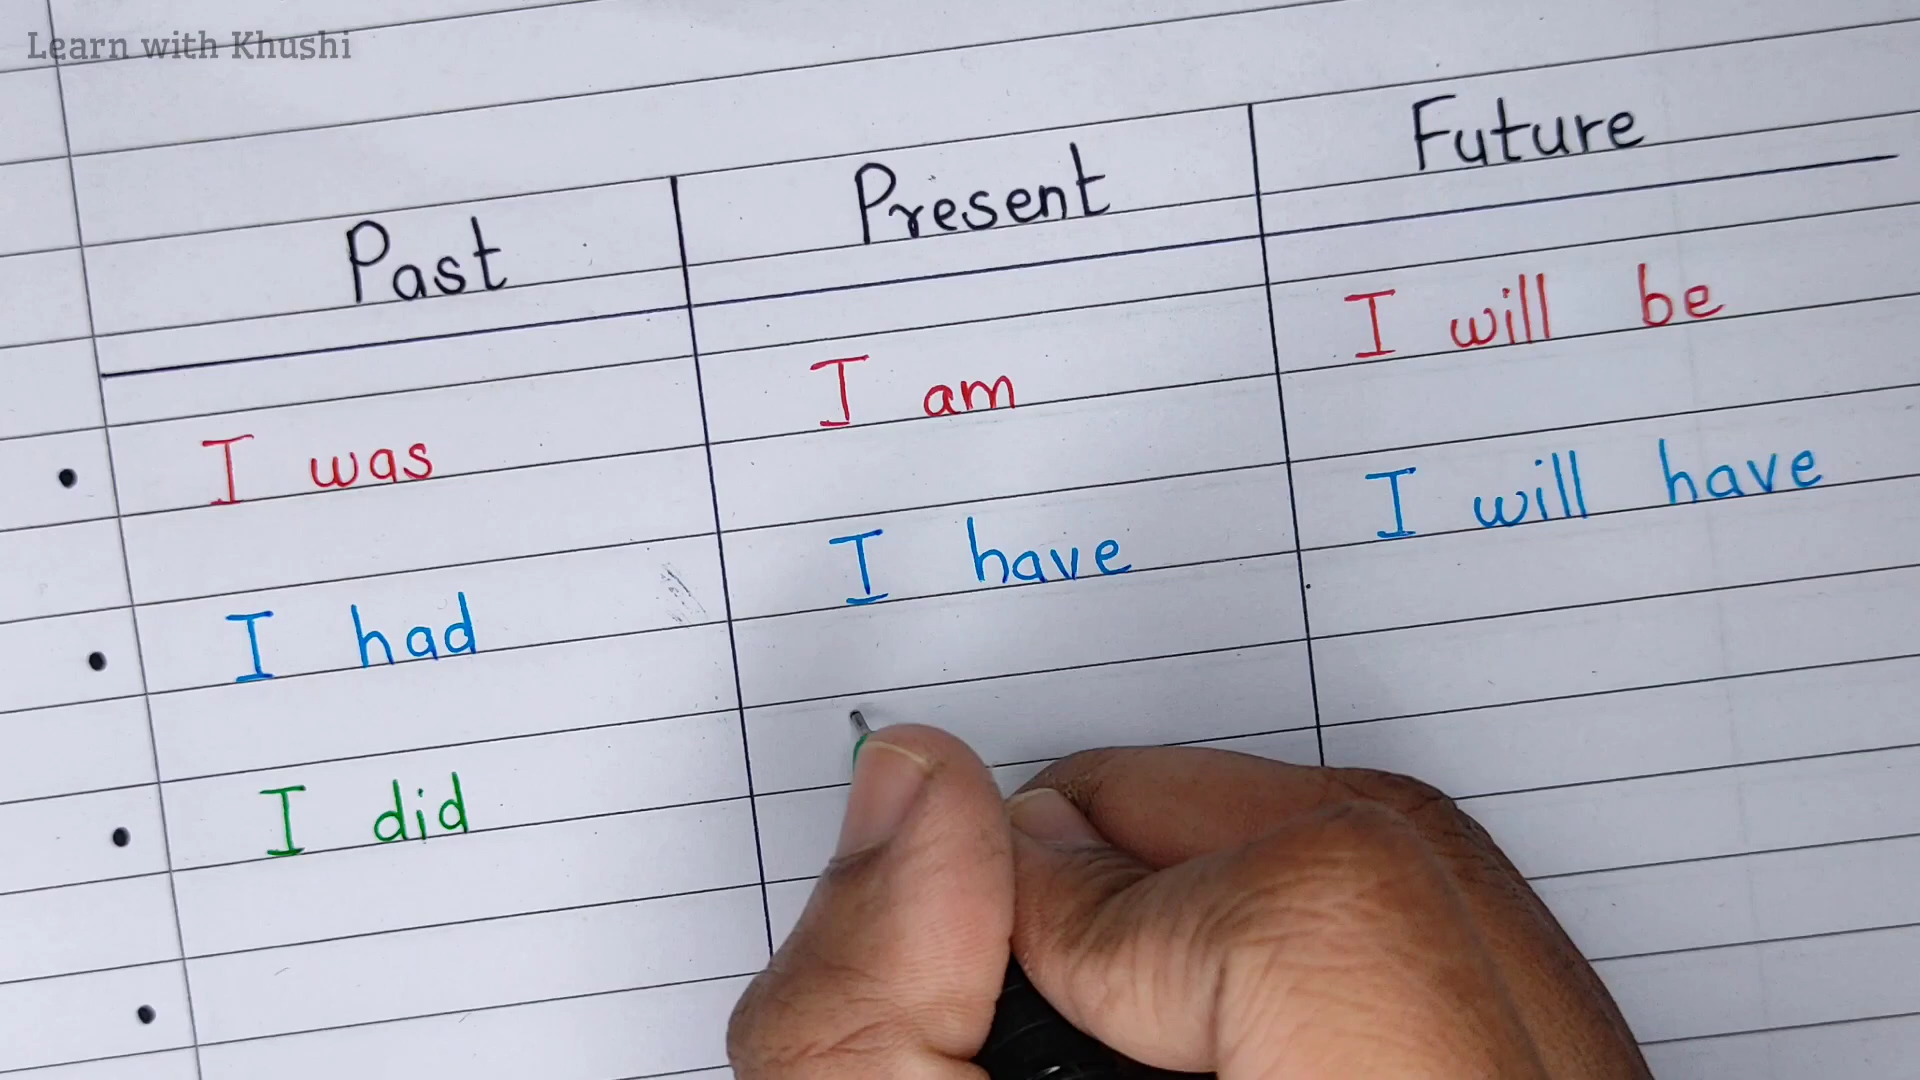 Learn with Khushi
Past Present Future
I was I am I will be
I had I have I will have
I did